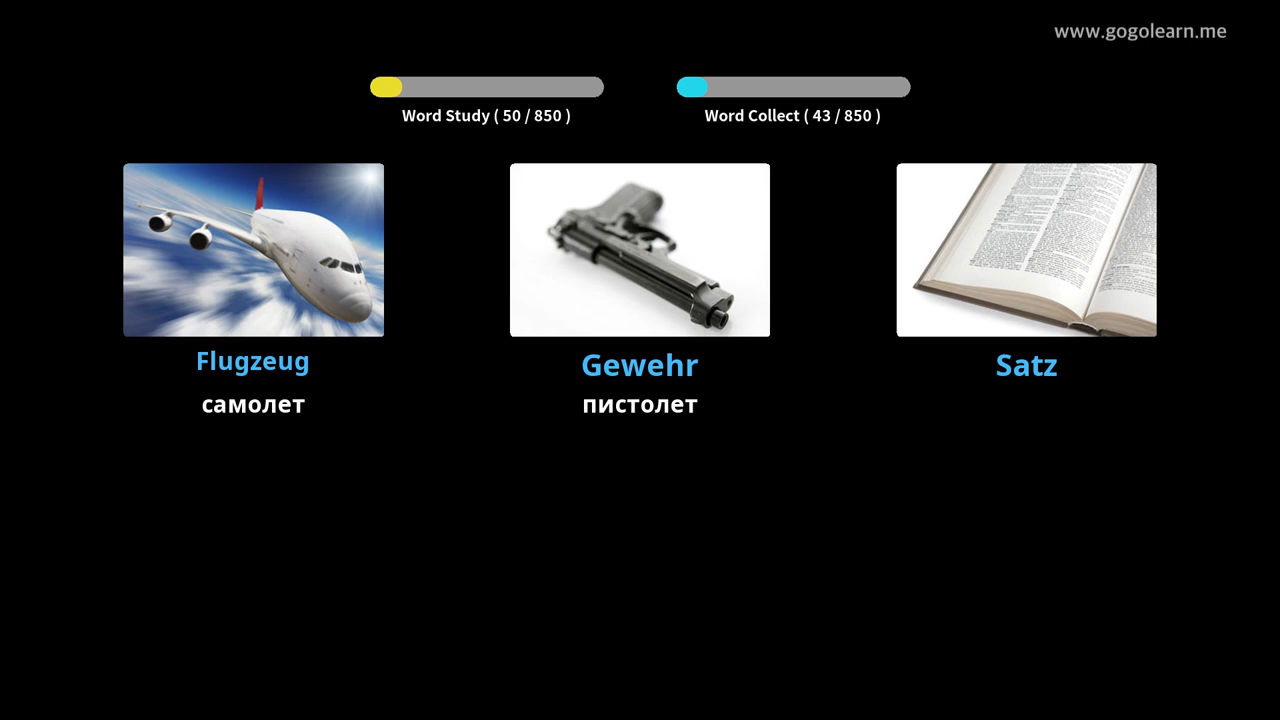 www.gogolearn.me
Word Study ( 50 / 850 )
Word Collect ( 43 / 850 )
Flugzeug
Gewehr
Satz
самолет
пистолет